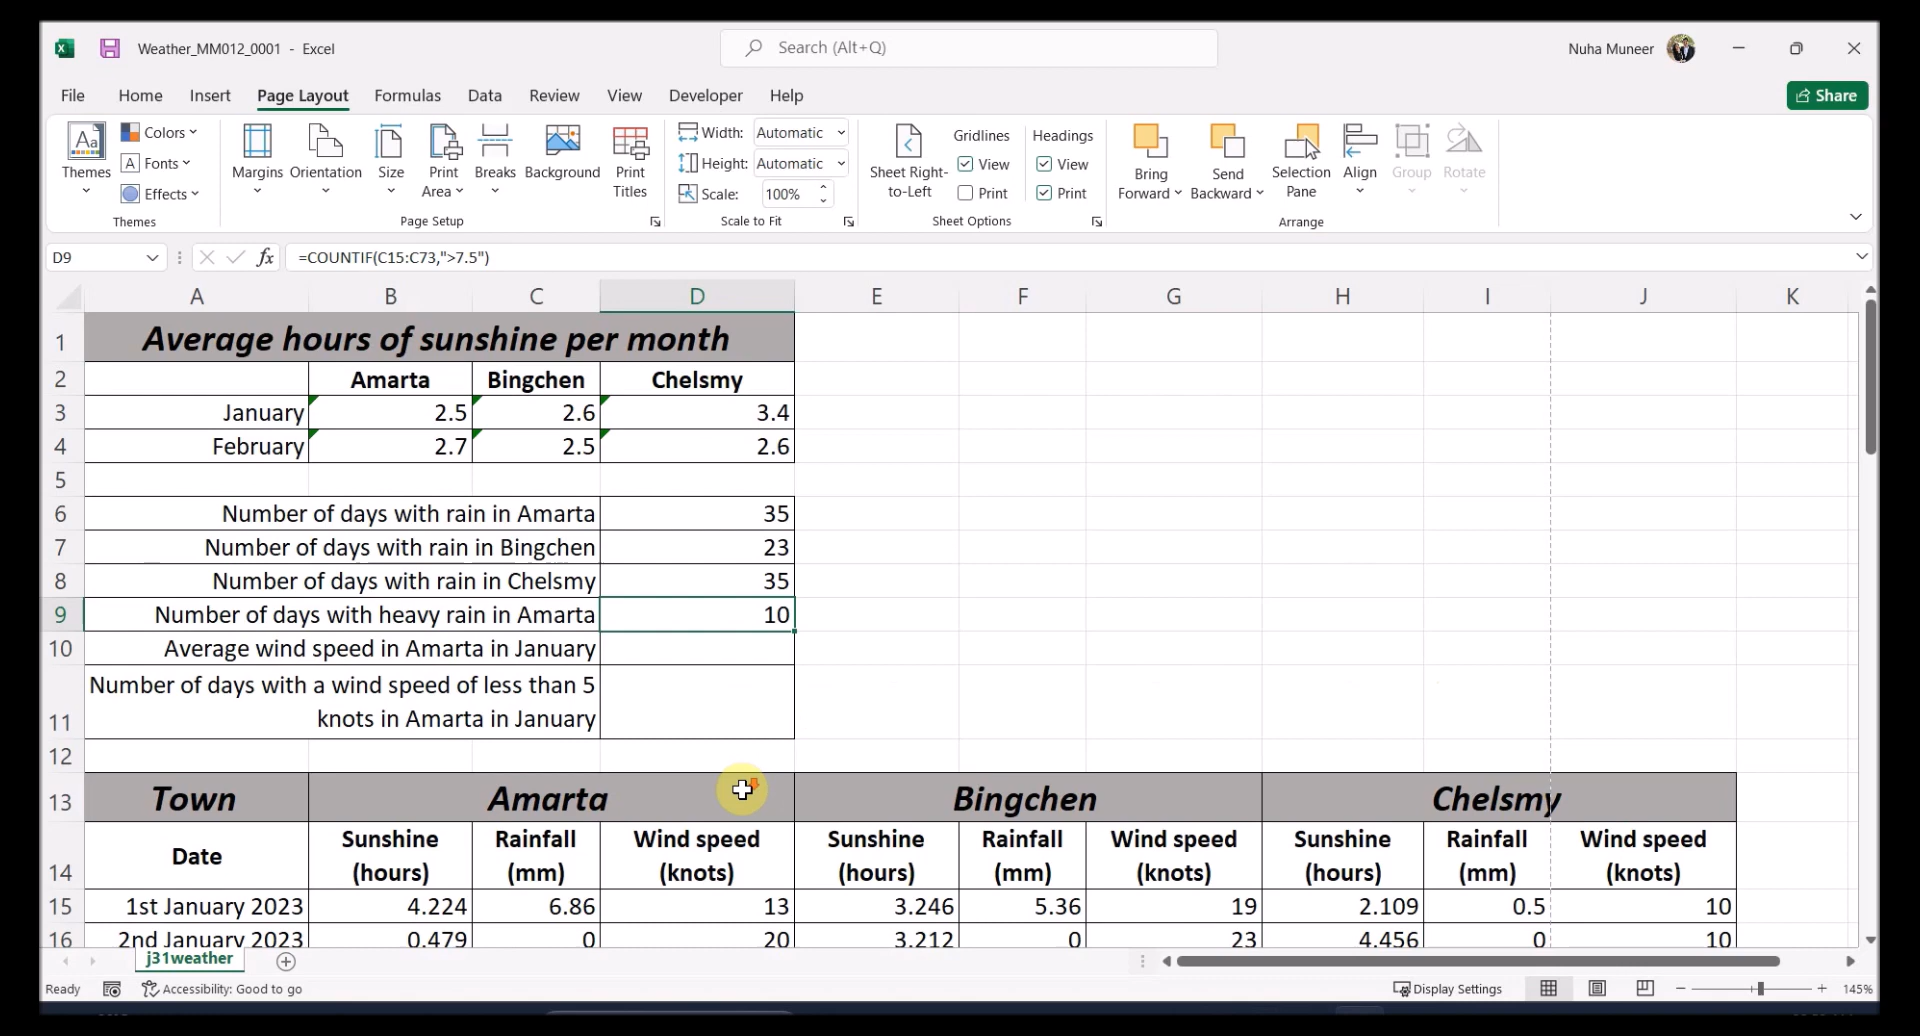 Weather_MM012_0001 - Excel
Search (Alt+Q)
Nuha Muneer
File Home Insert Page Layout Formulas Data Review View Developer Help
Share
Aa
Themes
Colors
A Fonts
Effects
Themes
Margins
Orientation
Size
Print Area
Breaks
Background
Print Titles
Page Setup
Width: Automatic
Height: Automatic
Scale: 100%
Scale to Fit
Sheet Right-to-Left
Gridlines
View
Print
Headings
View
Print
Sheet Options
Bring Forward
Send Backward
Selection Pane
Align
Group
Rotate
Arrange
D9 fx =COUNTIF(C15:C73,">7.5")
A B C D E F G H I J K
1 Average hours of sunshine per month
2 Amarta Bingchen Chelsmy
3 January 2.5 2.6 3.4
4 February 2.7 2.5 2.6
5
6 Number of days with rain in Amarta 35
7 Number of days with rain in Bingchen 23
8 Number of days with rain in Chelsmy 35
9 Number of days with heavy rain in Amarta 10
10 Average wind speed in Amarta in January
Number of days with a wind speed of less than 5
11 knots in Amarta in January
12
13 Town Amarta Bingchen Chelsmy
Sunshine Rainfall Wind speed Sunshine Rainfall Wind speed Sunshine Rainfall Wind speed
Date
14 (hours) (mm) (knots) (hours) (mm) (knots) (hours) (mm) (knots)
15 1st January 2023 4.224 6.86 13 3.246 5.36 19 2.109 0.5 10
16 2nd January 2023 0.479 0 20 3.212 0 23 4.456 0 10
j31weather
Ready Accessibility: Good to go Display Settings 145%